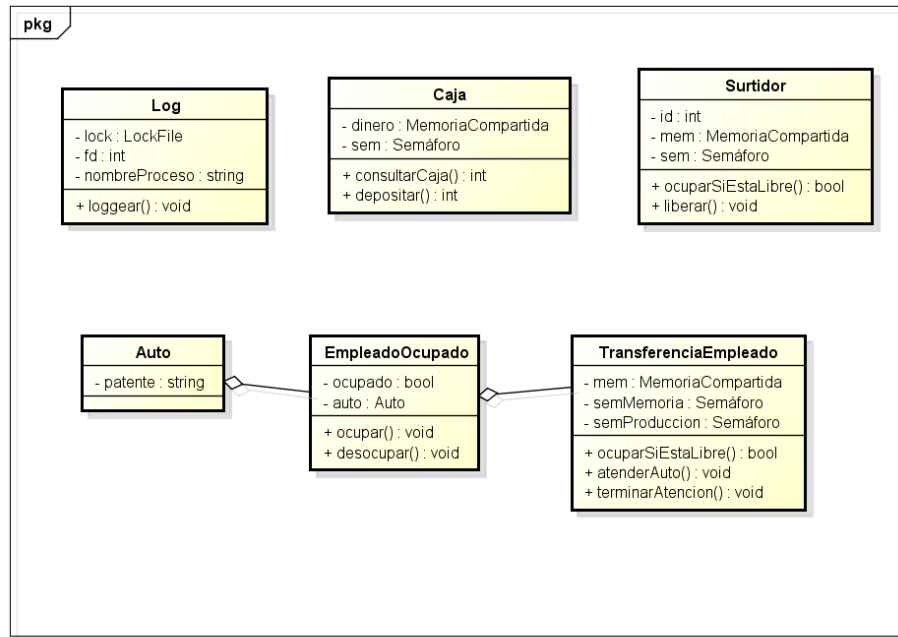 pkg
Log
- lock : LockFile
- fd : int
- nombreProceso : string
+ loggear() : void
Caja
- dinero : MemoriaCompartida
- sem : Semáforo
+ consultarCaja() : int
+ depositar() : int
Surtidor
- id : int
- mem : MemoriaCompartida
- sem : Semáforo
+ ocuparSiEstaLibre() : bool
+ liberar() : void
Auto
- patente : string
EmpleadoOcupado
- ocupado : bool
- auto : Auto
+ ocupar() : void
+ desocupar() : void
TransferenciaEmpleado
- mem : MemoriaCompartida
- semMemoria : Semáforo
- semProduccion : Semáforo
+ ocuparSiEstaLibre() : bool
+ atenderAuto() : void
+ terminarAtencion() : void